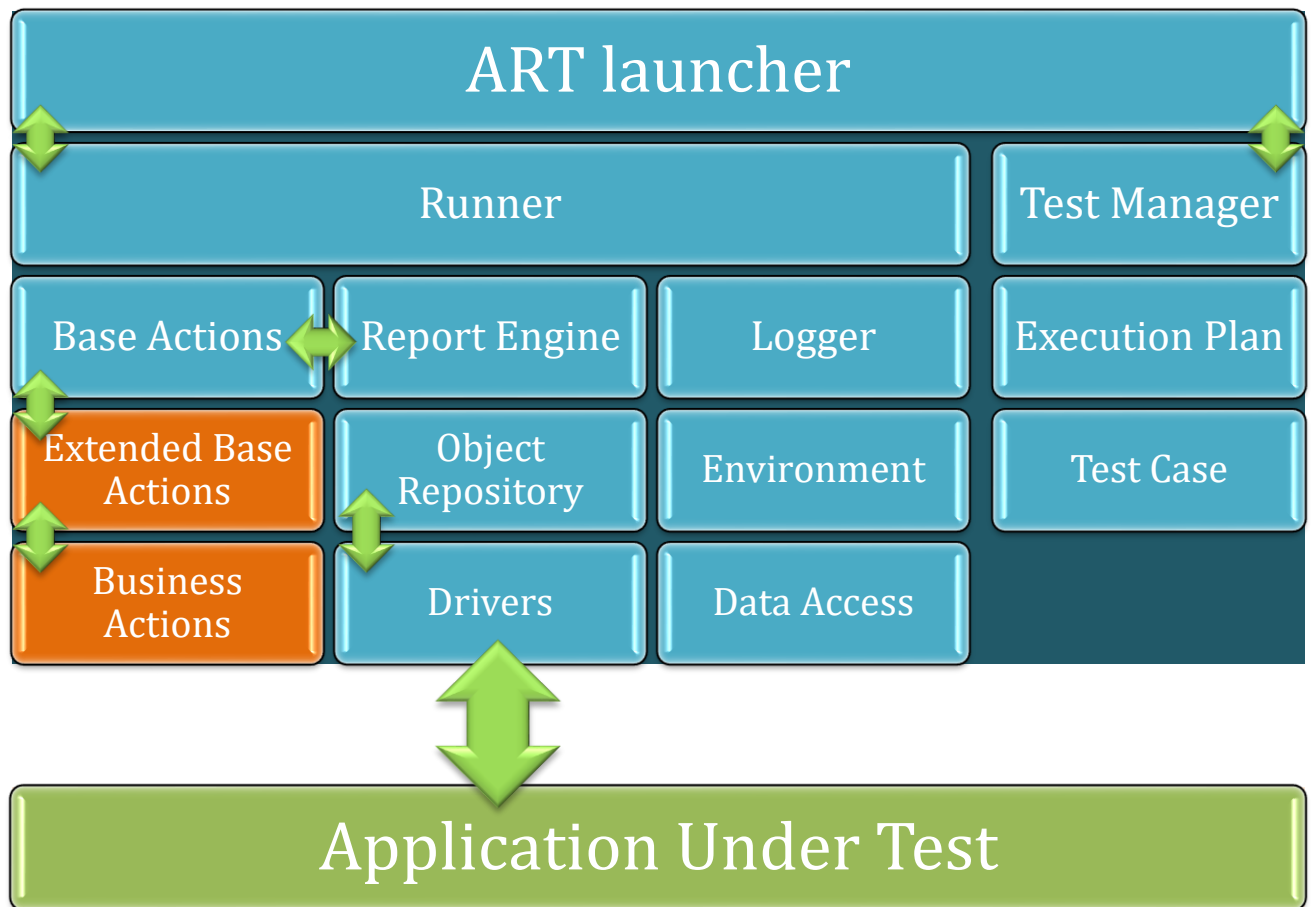 ART launcher
Runner
Test Manager
Base Actions
Report Engine
Logger
Execution Plan
Extended Base
Actions
Object
Repository
Environment
Test Case
Business
Actions
Drivers
Data Access
Application Under Test